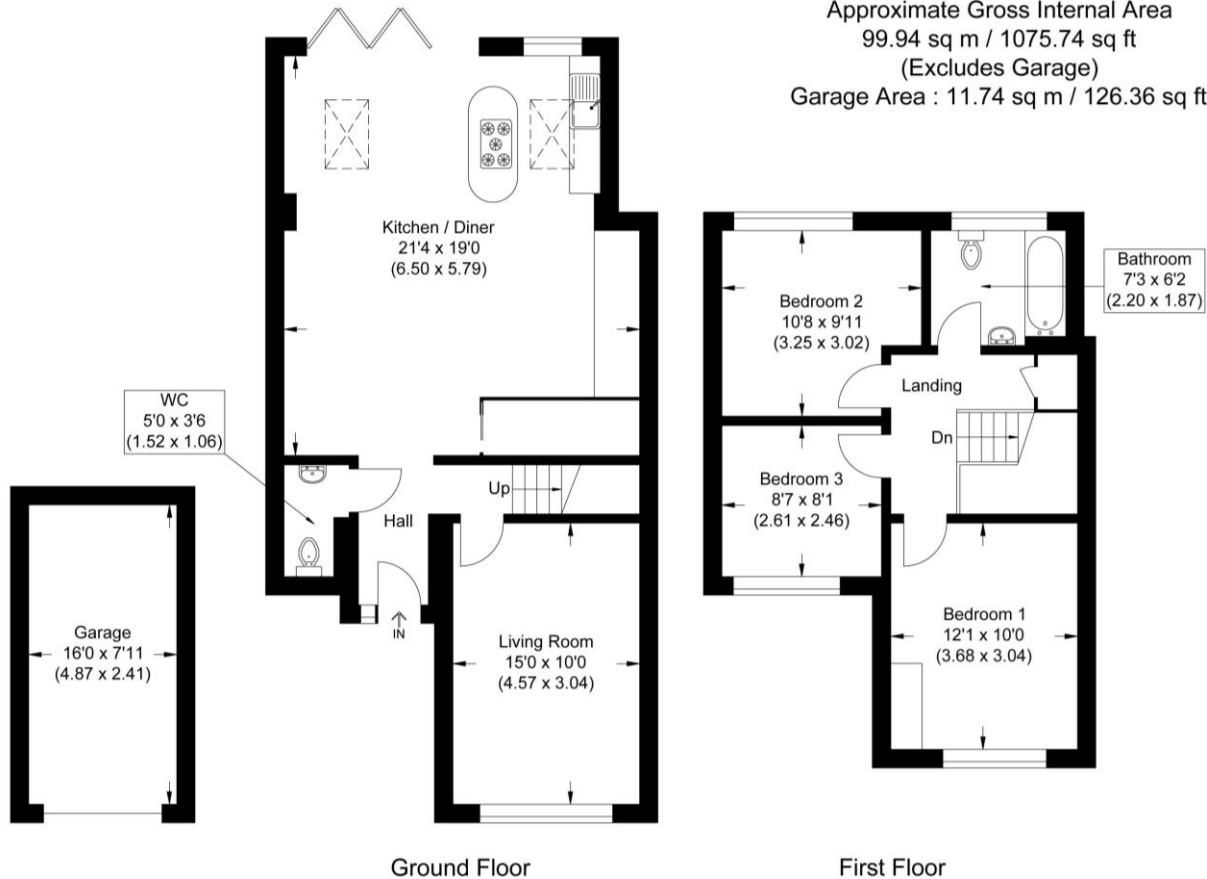 Approximate Gross Internal Area
99.94 sq m / 1075.74 sq ft
(Excludes Garage)
Garage Area : 11.74 sq m / 126.36 sq ft
Kitchen / Diner
21'4 x 19'0
(6.50 x 5.79)
WC
5'0 x 3'6
(1.52 x 1.06)
Up
Hall
IN
Living Room
15'0 x 10'0
(4.57 x 3.04)
Garage
16'0 x 7'11
(4.87 x 2.41)
Ground Floor
Bedroom 2
10'8 x 9'11
(3.25 x 3.02)
Bathroom
7'3 x 6'2
(2.20 x 1.87)
Landing
Dn
Bedroom 3
8'7 x 8'1
(2.61 x 2.46)
Bedroom 1
12'1 x 10'0
(3.68 x 3.04)
First Floor